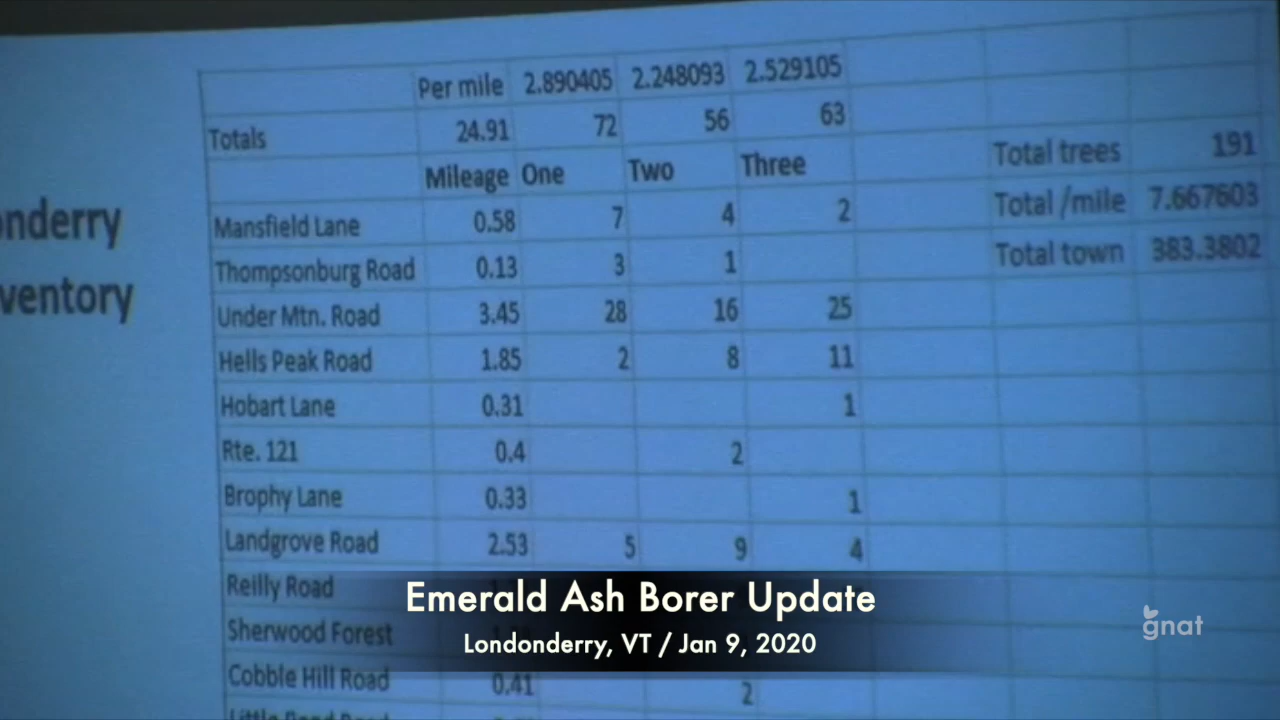 Per mile 2.890405 2.248093 2.529105
Totals 24.91 72 56 63
Mileage One Two Three
Total trees 191
Mansfield Lane 0.58 7 4 2
Total /mile 7.667603
Thompsonburg Road 0.13 3 1
Total town 383.3802
onderry
ventory
Under Mtn. Road 3.45 28 16 25
Hells Peak Road 1.85 2 8 11
Hobart Lane 0.31 1
Rte. 121 0.4 2
Brophy Lane 0.33 1
Landgrove Road 2.53 5 9 4
Reilly Road
Sherwood Forest
Cobble Hill Road 0.41 2
Emerald Ash Borer Update
Londonderry, VT / Jan 9, 2020
gnat